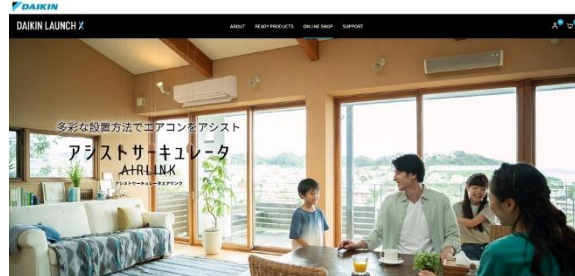 DAIKIN
DAIKIN LAUNCH X
ABOUT READY PRODUCTS ONLINE SHOP SUPPORT
多彩な設置方法でエアコンをアシスト
アシストサーキュレータ
AIRLINK
アシストサーキュレータエアリンク